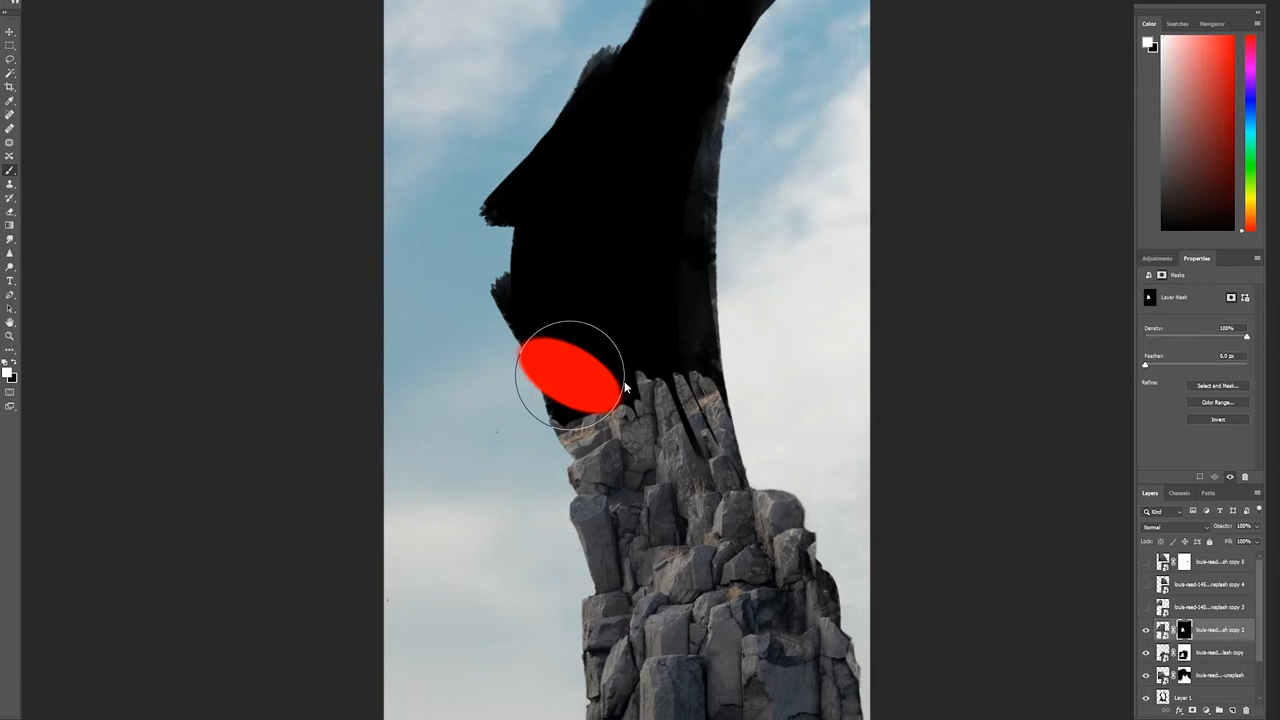 Color Swatches Navigator
Adjustments Properties
Masks
Layer Mask
Density: 100%
Feather: 0.0 px
Refine: Select and Mask...
Color Range...
Invert
Layers Channels Paths
Kind
Normal Opacity: 100%
Lock: Fill: 100%
louis-reed...sh copy 5
louis-reed-145...nsplash copy 4
louis-reed-145...nsplash copy 3
louis-reed...sh copy 2
louis-reed...lash copy
louis-reed...-unsplash
Layer 1